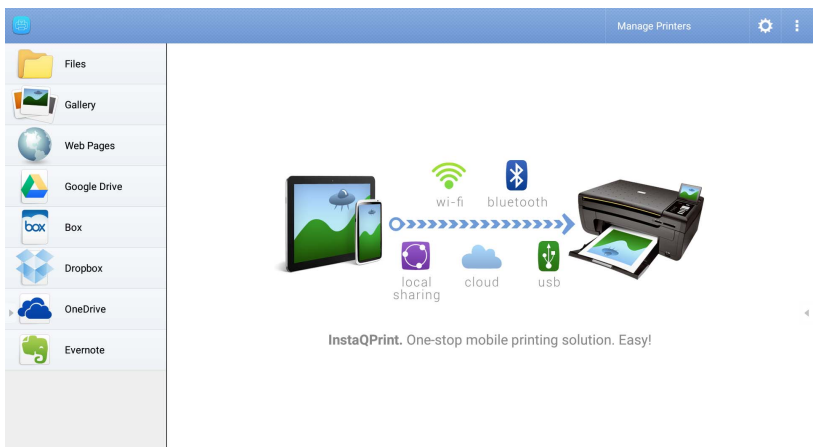 Manage Printers
Files
Gallery
Web Pages
Google Drive
box
Box
Dropbox
OneDrive
Evernote
wi-fi
bluetooth
local
sharing
cloud
usb
InstaQPrint. One-stop mobile printing solution. Easy!